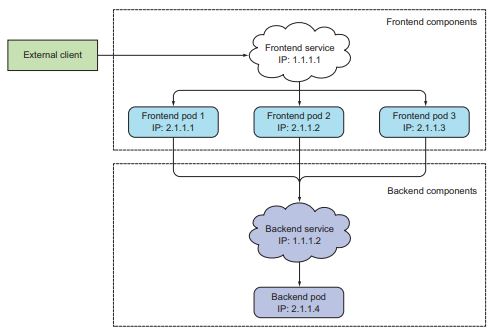 Frontend components
External client
Frontend service
IP: 1.1.1.1
Frontend pod 1
IP: 2.1.1.1
Frontend pod 2
IP: 2.1.1.2
Frontend pod 3
IP: 2.1.1.3
Backend components
Backend service
IP: 1.1.1.2
Backend pod
IP: 2.1.1.4